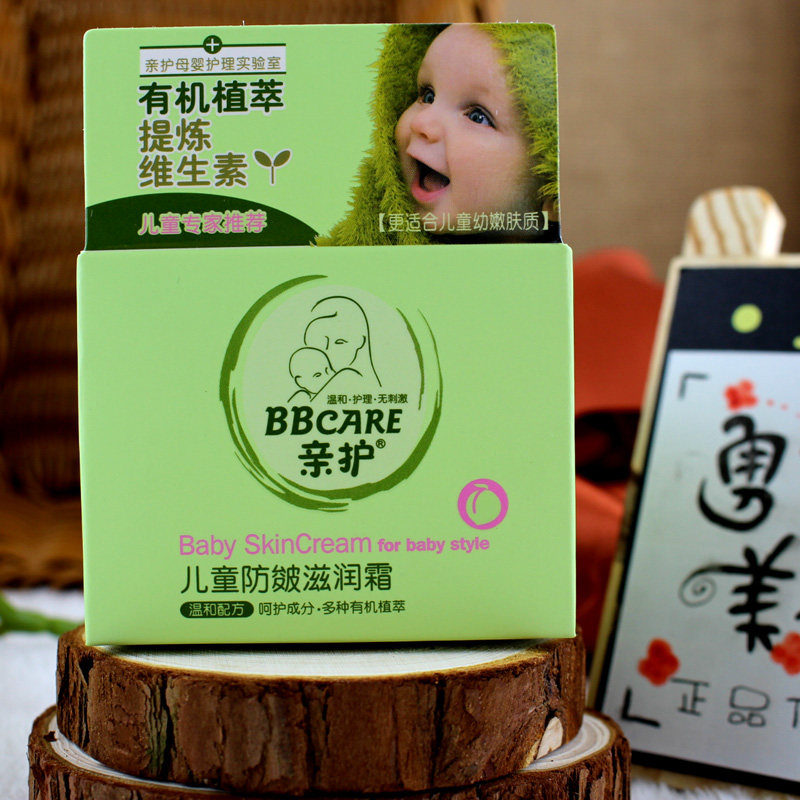 亲护母婴护理实验室
有机植萃
提炼
维生素
儿童专家推荐
【更适合儿童幼嫩肤质】
温和·护理·无刺激
BBCARE
亲护®
Baby SkinCream for baby style
儿童防皴滋润霜
温和配方 呵护成分·多种有机植萃
美
正品